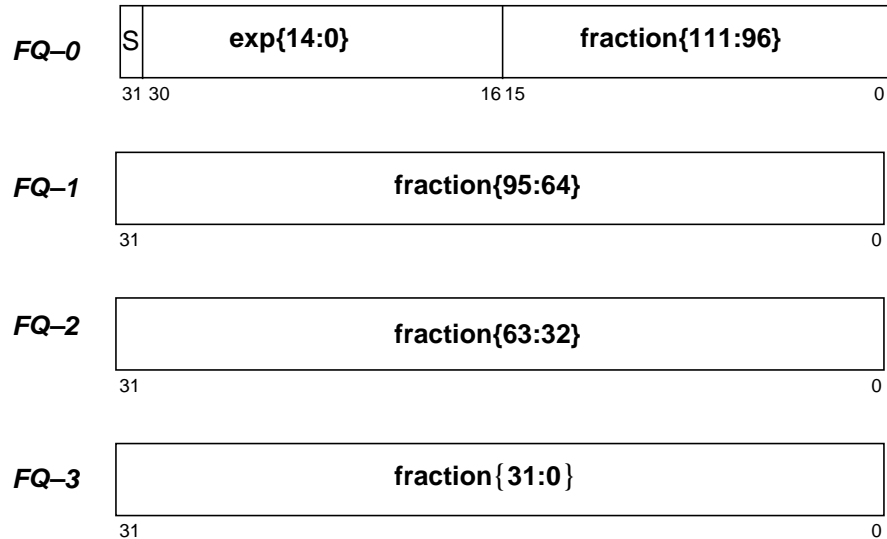 FQ–0 S exp{14:0} fraction{111:96}
31 30 16 15 0
FQ–1 fraction{95:64}
31 0
FQ–2 fraction{63:32}
31 0
FQ–3 fraction{31:0}
31 0